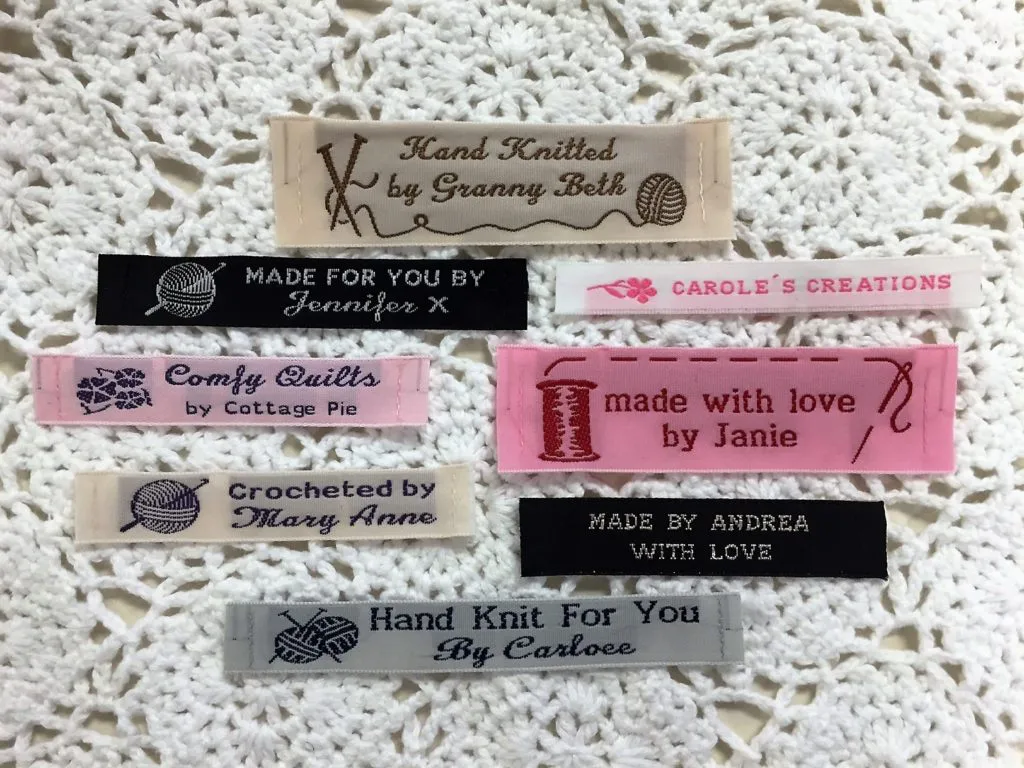 Hand Knitted
by Granny Beth
MADE FOR YOU BY
Jennifer X
CAROLE´S CREATIONS
Comfy Quilts
by Cottage Pie
made with love
by Janie
Crocheted by
Mary Anne
MADE BY ANDREA
WITH LOVE
Hand Knit For You
By Carloee